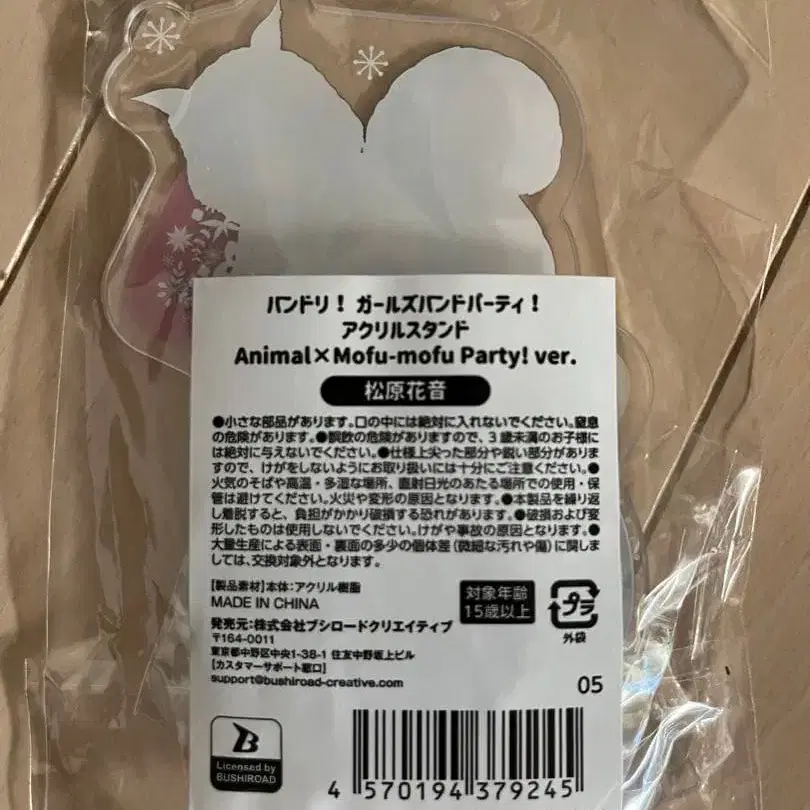 バンドリ！ ガールズバンドパーティ！
アクリルスタンド
Animal×Mofu-mofu Party! ver.
松原花音
●小さな部品があります。口の中には絶対に入れないでください。窒息
の危険があります。●誤飲の危険がありますので、3歳未満のお子様に
は絶対に与えないでください。●仕様上尖った部分や鋭い部分がありま
すので、けがをしないようにお取り扱いには十分にご注意ください。●
火気のそばや高温・多湿な場所、直射日光のあたる場所での使用・保
管は避けてください。火災や変形の原因となります。●本製品を繰り返
し着脱すると、負担がかかり破損する恐れがあります。●破損および変
形したものは使用しないでください。けがや事故の原因となります。●
大量生産による表面・裏面の多少の個体差（微細な汚れや傷）に関しま
しては、交換対象外となります。
【製品素材】本体：アクリル樹脂
MADE IN CHINA
対象年齢
15歳以上
プラ
外袋
発売元：株式会社ブシロードクリエイティブ
〒164-0011
東京都中野区中央1-38-1 住友中野坂上ビル
【カスタマーサポート窓口】
support@bushiroad-creative.com
05
Licensed by
BUSHIROAD
4 570194 379245